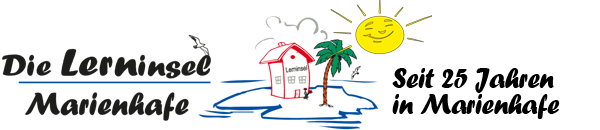 Die Lerninsel
Marienhafe
Lerninsel
Seit 25 Jahren
in Marienhafe